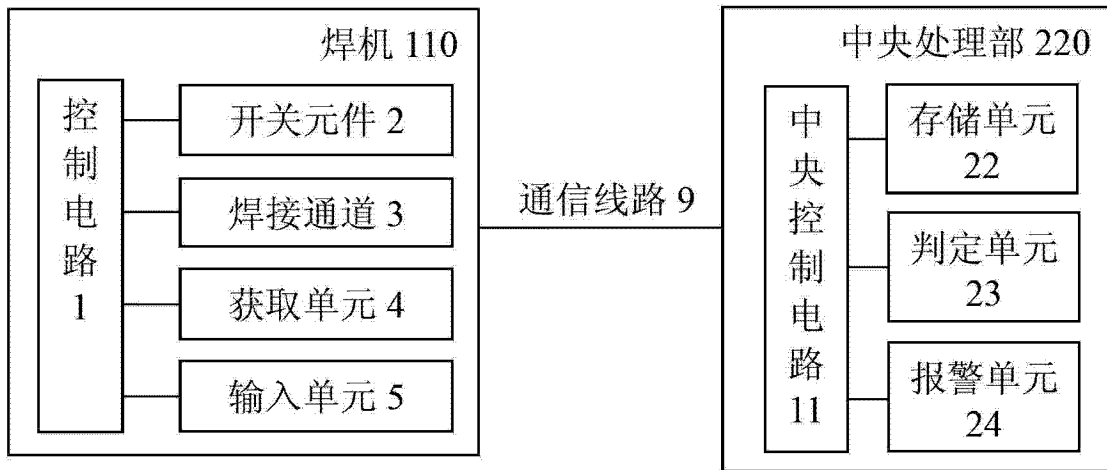 焊机 110
控
制
电
路
1
开关元件 2
焊接通道 3
获取单元 4
输入单元 5
通信线路 9
中央处理部 220
中
央
控
制
电
路
11
存储单元
22
判定单元
23
报警单元
24